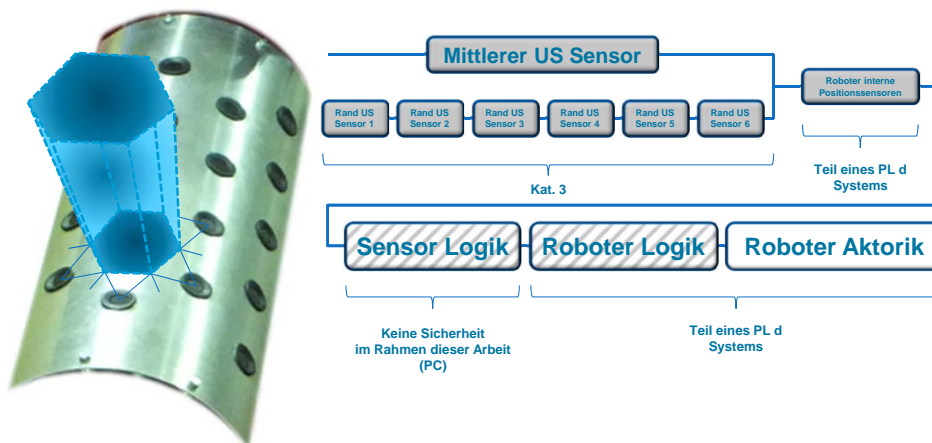 Mittlerer US Sensor
Roboter interne
Positionssensoren
Rand US
Sensor 1
Rand US
Sensor 2
Rand US
Sensor 3
Rand US
Sensor 4
Rand US
Sensor 5
Rand US
Sensor 6
Kat. 3
Teil eines PL d
Systems
Sensor Logik
Roboter Logik
Roboter Aktorik
Keine Sicherheit
im Rahmen dieser Arbeit
(PC)
Teil eines PL d
Systems